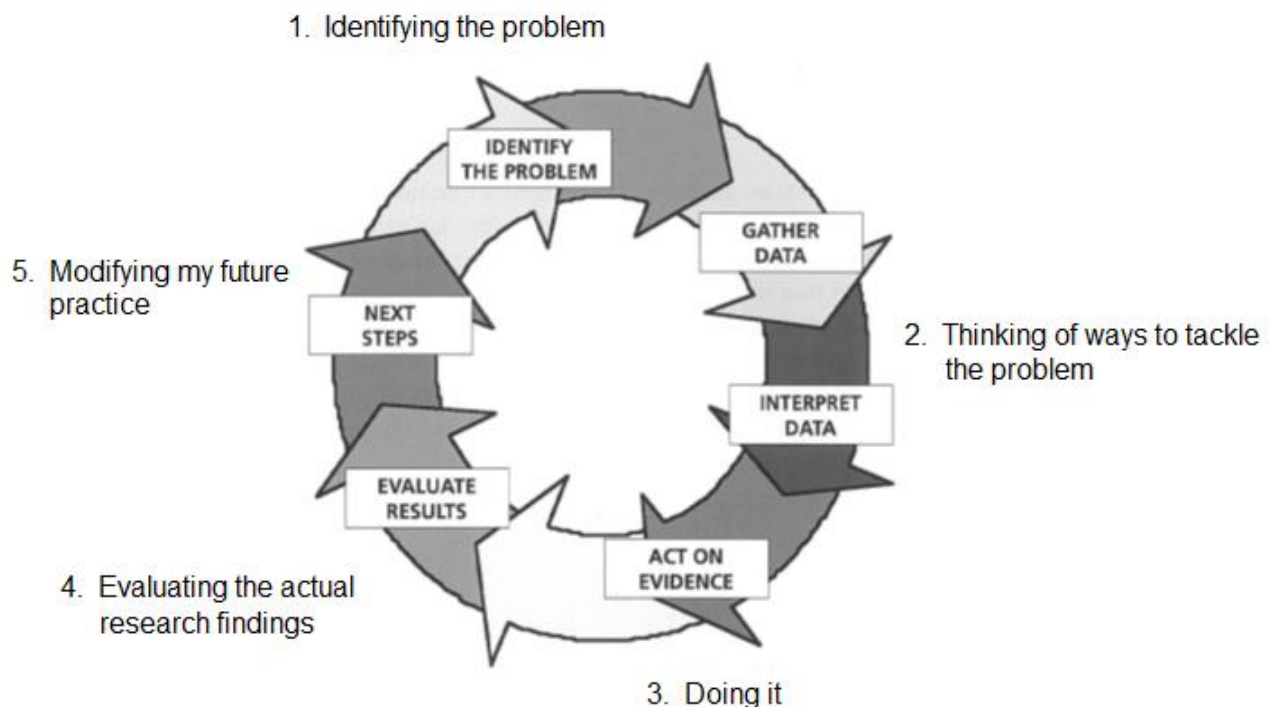 1. Identifying the problem
IDENTIFY
THE PROBLEM
GATHER
DATA
2. Thinking of ways to tackle
the problem
INTERPRET
DATA
ACT ON
EVIDENCE
3. Doing it
EVALUATE
RESULTS
4. Evaluating the actual
research findings
NEXT
STEPS
5. Modifying my future
practice